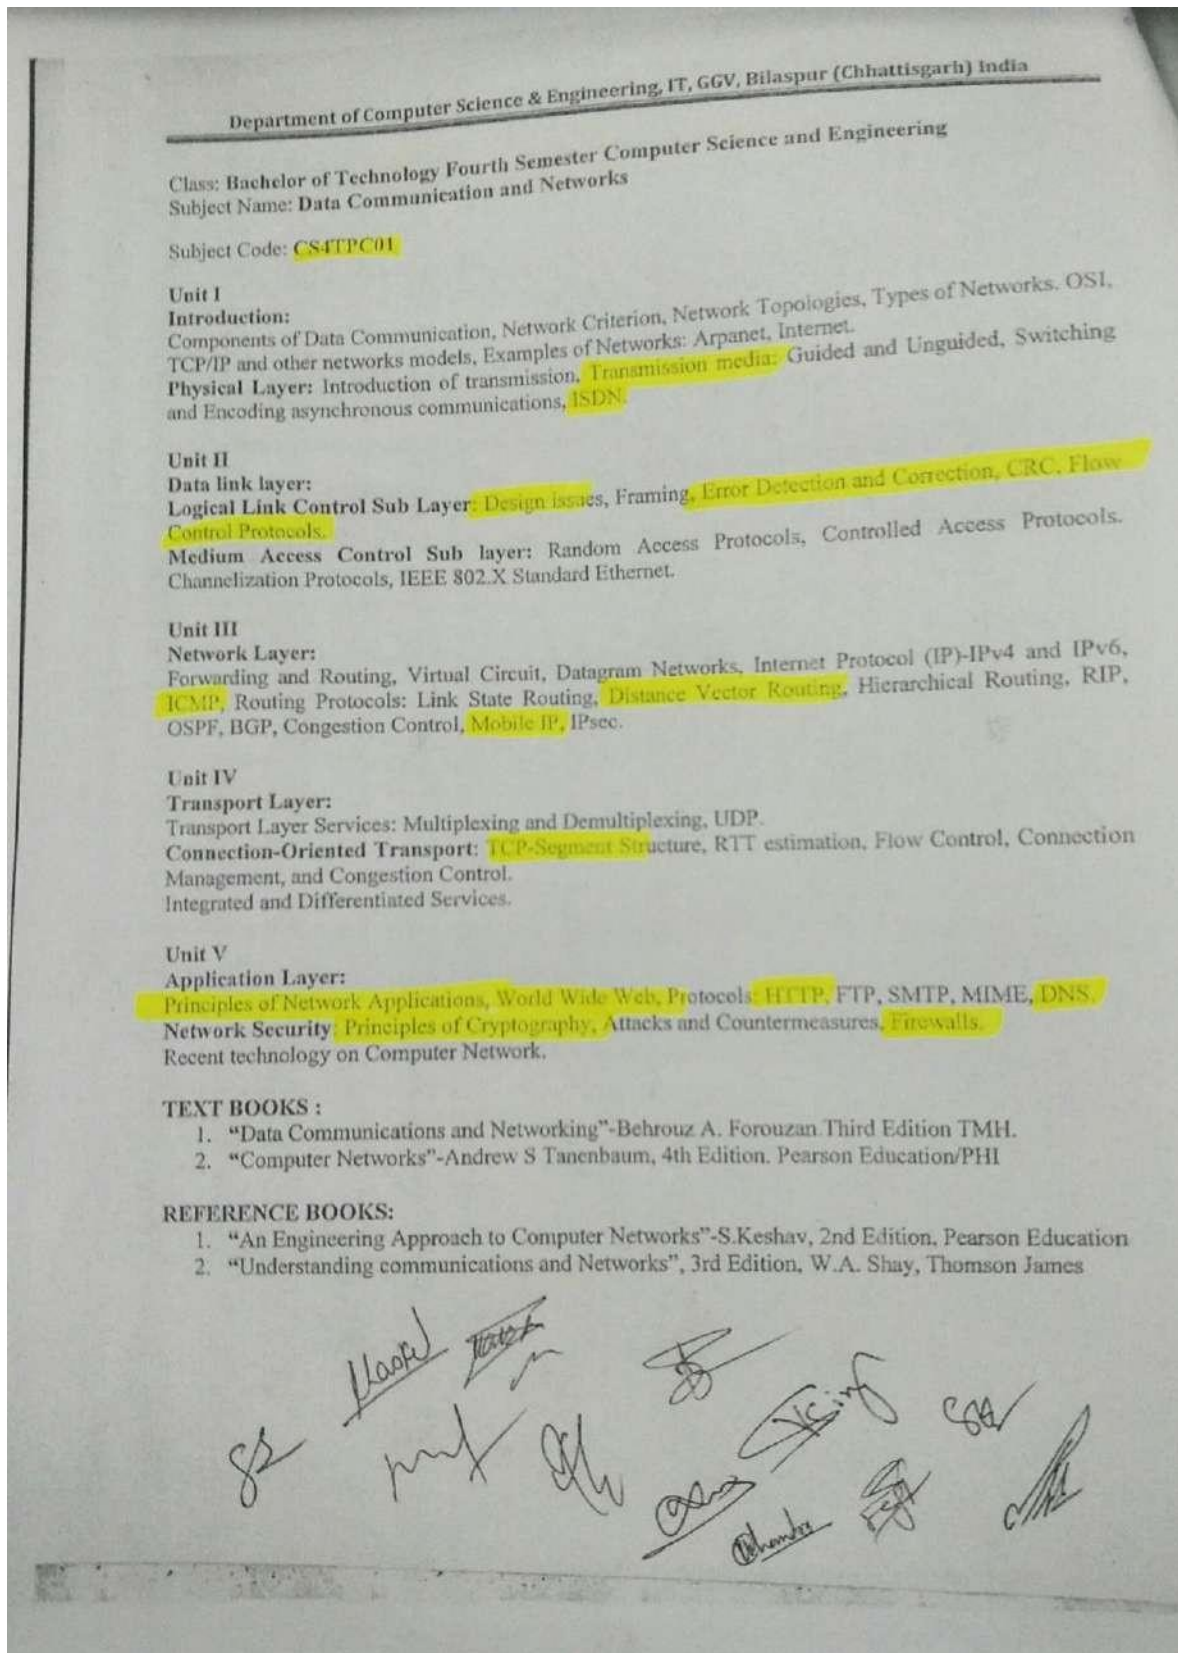 Department of Computer Science & Engineering, IT, GGV, Bilaspur (Chhattisgarh) India
Class: Bachelor of Technology Fourth Semester Computer Science and Engineering
Subject Name: Data Communication and Networks
Subject Code: CS4TPC01
Unit I
Introduction:
Components of Data Communication, Network Criterion, Network Topologies, Types of Networks. OSI,
TCP/IP and other networks models, Examples of Networks: Arpanet, Internet.
Physical Layer: Introduction of transmission, Transmission media: Guided and Unguided, Switching
and Encoding asynchronous communications, ISDN.
Unit II
Data link layer:
Logical Link Control Sub Layer: Design issues, Framing, Error Detection and Correction, CRC. Flow
Control Protocols.
Medium Access Control Sub layer: Random Access Protocols, Controlled Access Protocols.
Channelization Protocols, IEEE 802.X Standard Ethernet.
Unit III
Network Layer:
Forwarding and Routing, Virtual Circuit, Datagram Networks, Internet Protocol (IP)-IPv4 and IPv6,
ICMP, Routing Protocols: Link State Routing, Distance Vector Routing, Hierarchical Routing, RIP,
OSPF, BGP, Congestion Control, Mobile IP, IPsec.
Unit IV
Transport Layer:
Transport Layer Services: Multiplexing and Demultiplexing, UDP.
Connection-Oriented Transport: TCP-Segment Structure, RTT estimation, Flow Control, Connection
Management, and Congestion Control.
Integrated and Differentiated Services.
Unit V
Application Layer:
Principles of Network Applications, World Wide Web, Protocols: HTTP, FTP, SMTP, MIME, DNS.
Network Security: Principles of Cryptography, Attacks and Countermeasures, Firewalls.
Recent technology on Computer Network.
TEXT BOOKS :
1. “Data Communications and Networking”-Behrouz A. Forouzan.Third Edition TMH.
2. “Computer Networks”-Andrew S Tanenbaum, 4th Edition. Pearson Education/PHI
REFERENCE BOOKS:
1. “An Engineering Approach to Computer Networks”-S.Keshav, 2nd Edition, Pearson Education
2. “Understanding communications and Networks”, 3rd Edition, W.A. Shay, Thomson James